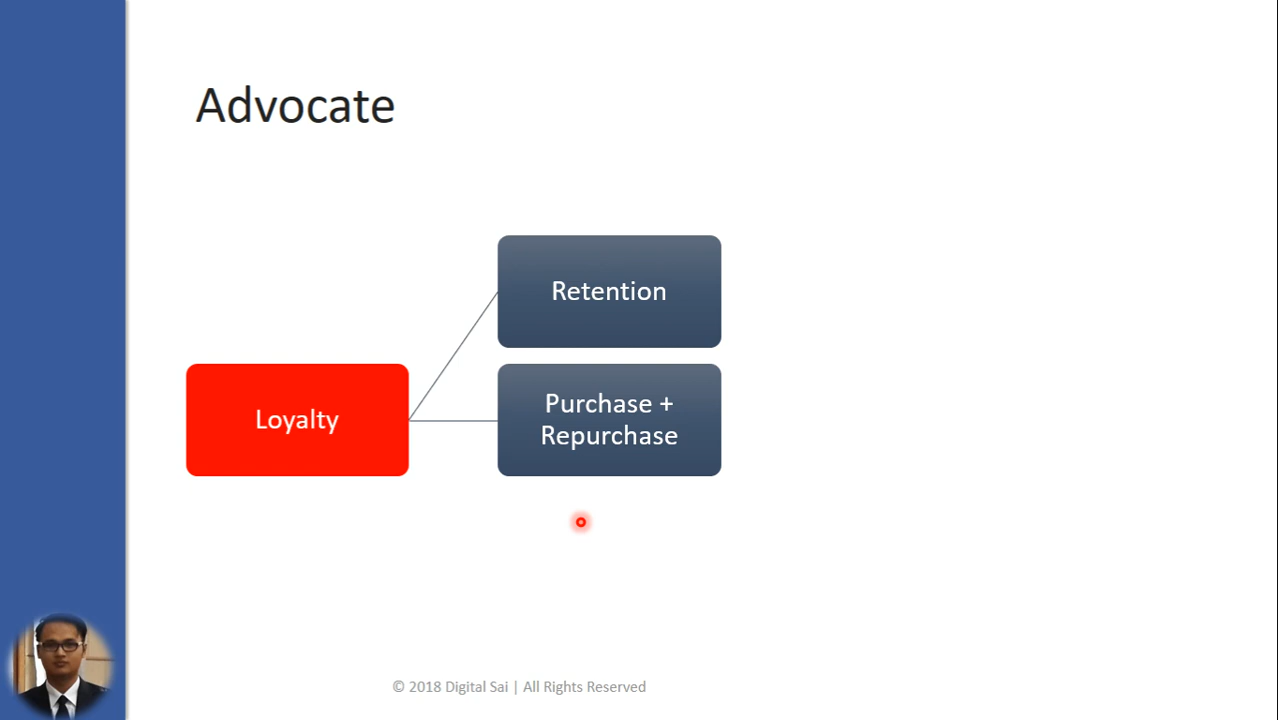 Advocate
Retention
Loyalty
Purchase +
Repurchase
© 2018 Digital Sai | All Rights Reserved